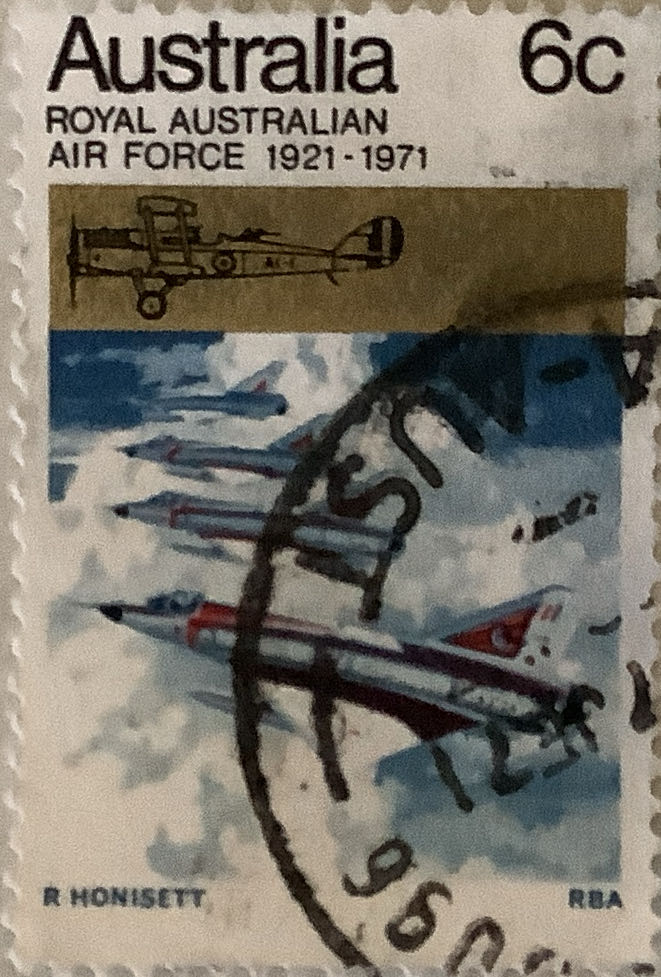 Australia 6c
ROYAL AUSTRALIAN
AIR FORCE 1921-1971
R HONISETT RBA